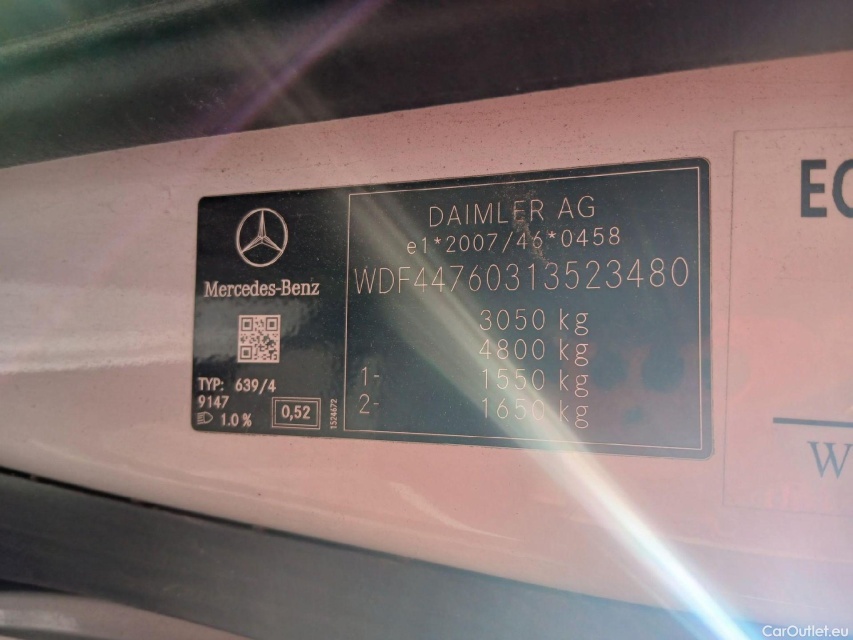 DAIMLER AG
e1*2007/46*0458
WDF44760313523480
3050 kg
4800 kg
1- 1550 kg
2- 1650 kg
Mercedes-Benz
TYP: 639/4
9147
1.0 %
0,52
1524672
EC
W
CarOutlet.eu